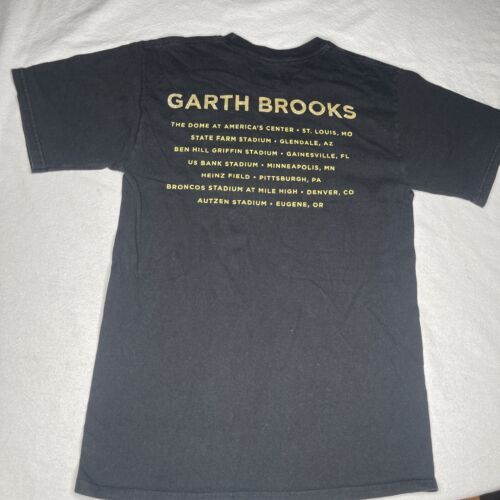 GARTH BROOKS
THE DOME AT AMERICA'S CENTER • ST. LOUIS, MO
STATE FARM STADIUM • GLENDALE, AZ
BEN HILL GRIFFIN STADIUM • GAINESVILLE, FL
US BANK STADIUM • MINNEAPOLIS, MN
HEINZ FIELD • PITTSBURGH, PA
BRONCOS STADIUM AT MILE HIGH • DENVER, CO
AUTZEN STADIUM • EUGENE, OR